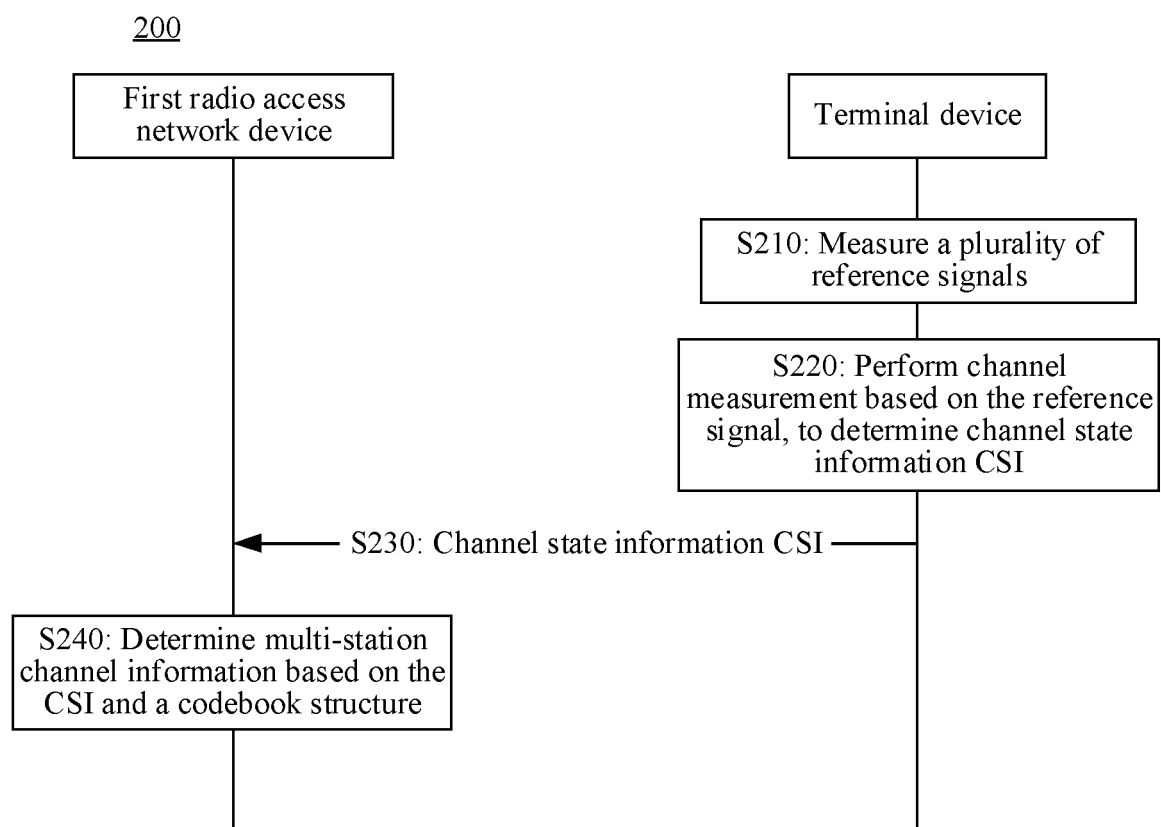 200
First radio access
network device
Terminal device
S210: Measure a plurality of
reference signals
S220: Perform channel
measurement based on the reference
signal, to determine channel state
information CSI
S230: Channel state information CSI
S240: Determine multi-station
channel information based on the
CSI and a codebook structure